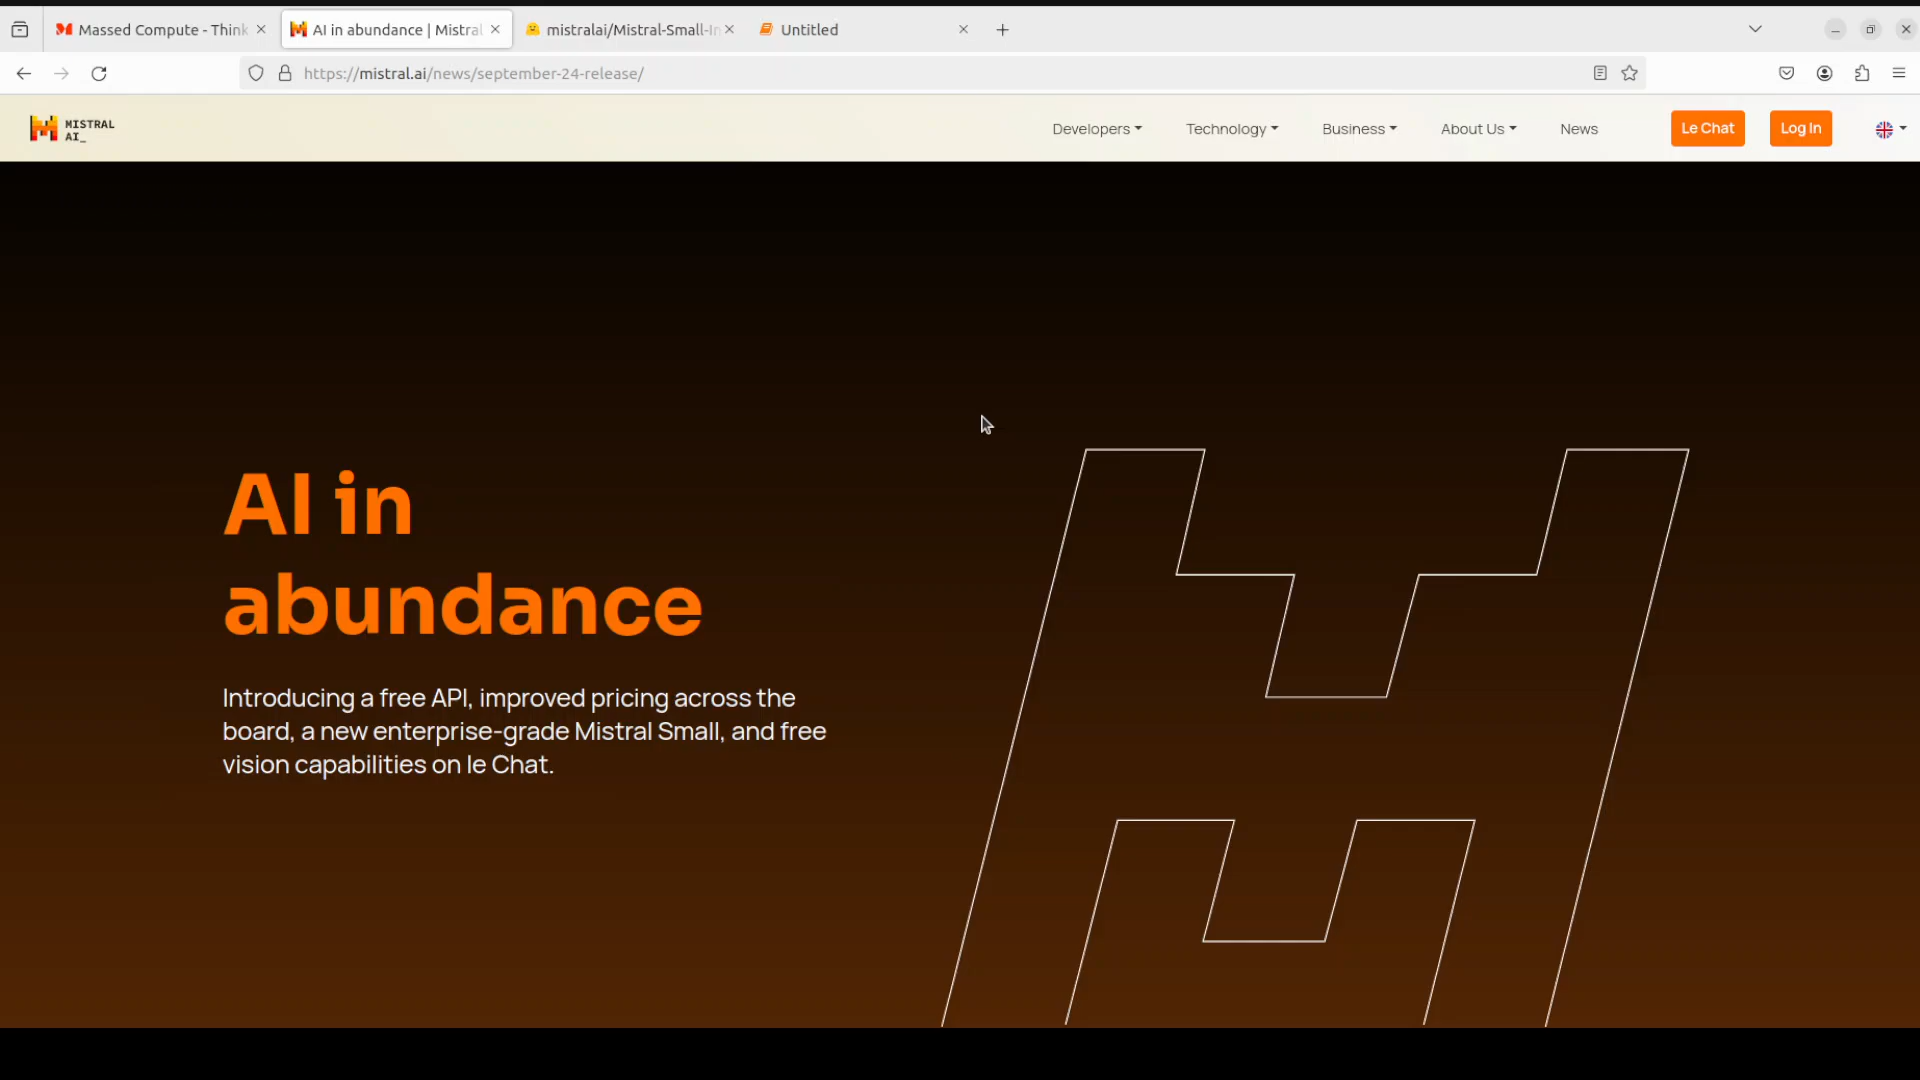 Massed Compute - Think
AI in abundance | Mistral
mistralai/Mistral-Small-In
Untitled
https://mistral.ai/news/september-24-release/
MISTRAL
AI_
Developers
Technology
Business
About Us
News
Le Chat
Log In
AI in
abundance
Introducing a free API, improved pricing across the
board, a new enterprise-grade Mistral Small, and free
vision capabilities on le Chat.